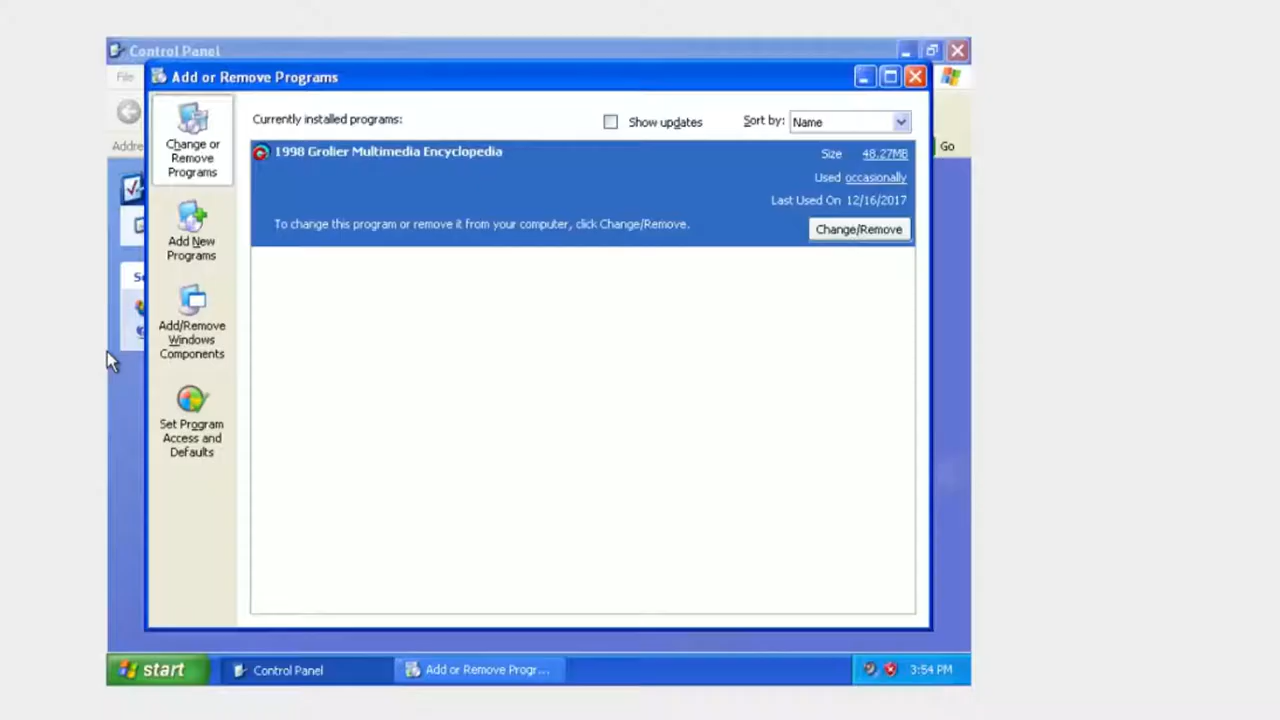 Control Panel
File
Add or Remove Programs
Change or
Remove
Programs
Currently installed programs:
Show updates
Sort by:
Name
Addre
Go
1998 Grolier Multimedia Encyclopedia
Size
48.27MB
Used occasionally
Last Used On 12/16/2017
To change this program or remove it from your computer, click Change/Remove.
Change/Remove
Add New
Programs
Se
Add/Remove
Windows
Components
Set Program
Access and
Defaults
start
Control Panel
Add or Remove Progr...
3:54 PM